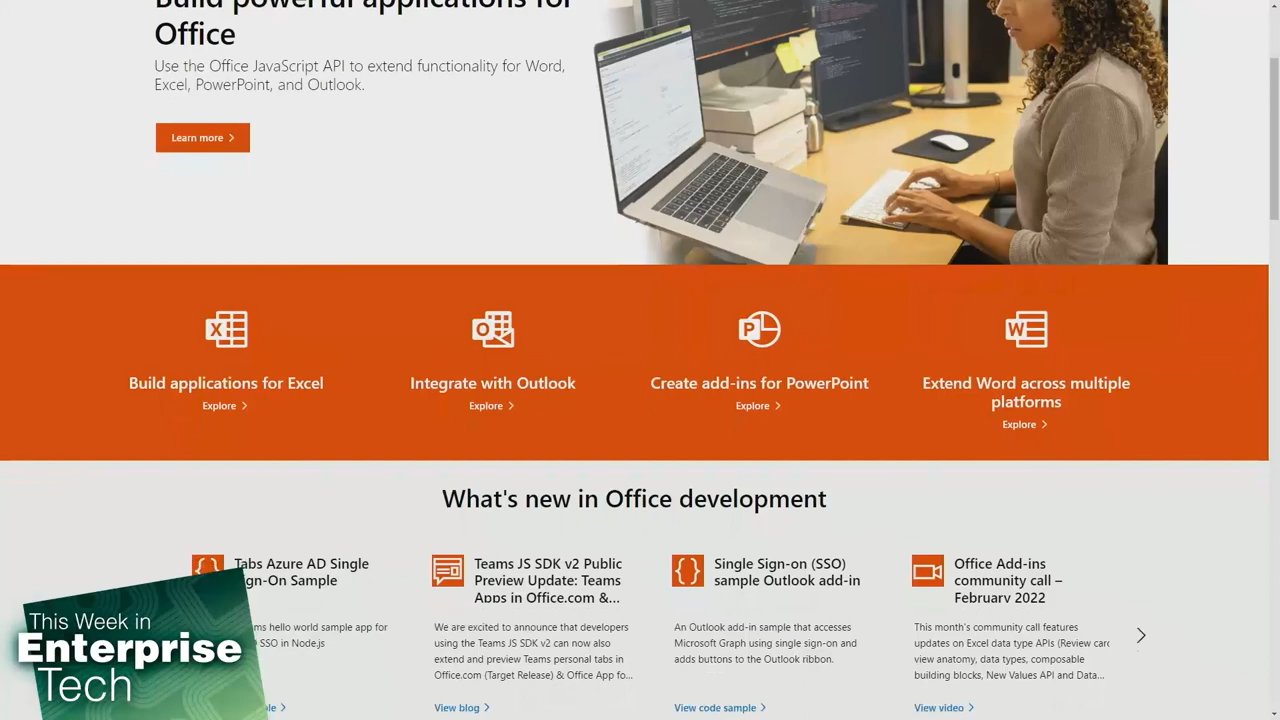 Build powerful applications for
Office
Use the Office JavaScript API to extend functionality for Word,
Excel, PowerPoint, and Outlook.
Learn more
X
O
P
W
Build applications for Excel
Integrate with Outlook
Create add-ins for PowerPoint
Extend Word across multiple
platforms
Explore
Explore
Explore
Explore
What's new in Office development
Tabs Azure AD Single
gn-On Sample
ms hello world sample app for
SSO in Node.js
Teams JS SDK v2 Public
Preview Update: Teams
Apps in Office.com &...
We are excited to announce that developers
using the Teams JS SDK v2 can now also
extend and preview Teams personal tabs in
Office.com (Target Release) & Office App fo...
View blog
Single Sign-on (SSO)
sample Outlook add-in
An Outlook add-in sample that accesses
Microsoft Graph using single sign-on and
adds buttons to the Outlook ribbon.
View code sample
Office Add-ins
community call –
February 2022
This month's community call features
updates on Excel data type APIs (Review card
view anatomy, data types, composable
building blocks, New Values API and Data...
View video
This Week in
Enterprise
Tech